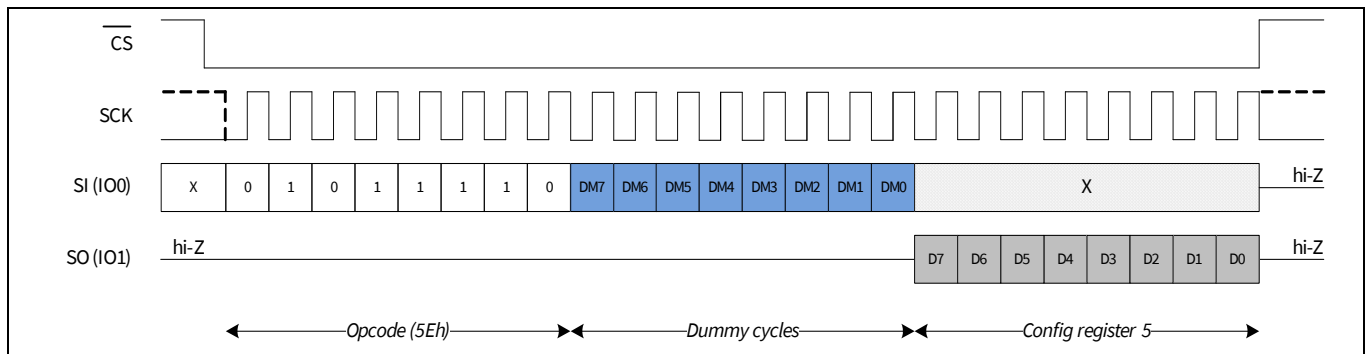 CS
SCK
SI (IO0) X 0 1 0 1 1 1 1 0 DM7 DM6 DM5 DM4 DM3 DM2 DM1 DM0 X hi-Z
SO (IO1) hi-Z D7 D6 D5 D4 D3 D2 D1 D0 hi-Z
Opcode (5Eh) Dummy cycles Config register 5